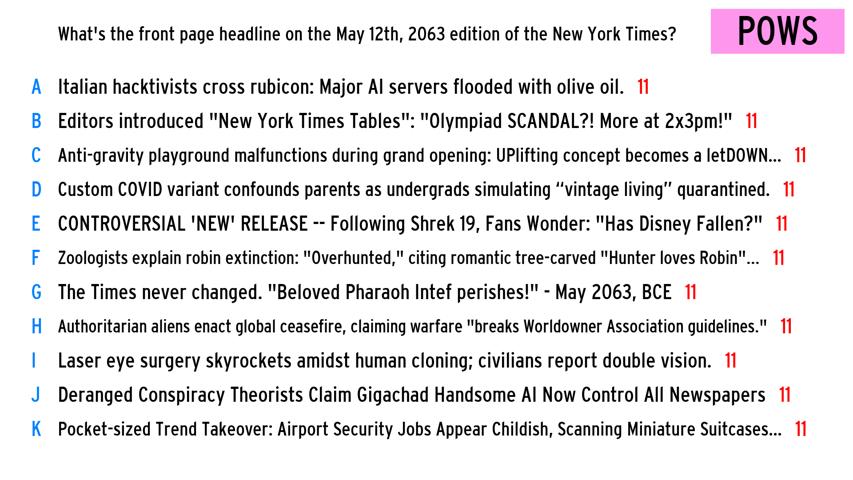 What's the front page headline on the May 12th, 2063 edition of the New York Times?
POWS
A Italian hacktivists cross rubicon: Major AI servers flooded with olive oil. 11
B Editors introduced "New York Times Tables": "Olympiad SCANDAL?! More at 2x3pm!" 11
C Anti-gravity playground malfunctions during grand opening: UPlifting concept becomes a letDOWN... 11
D Custom COVID variant confounds parents as undergrads simulating “vintage living” quarantined. 11
E CONTROVERSIAL 'NEW' RELEASE -- Following Shrek 19, Fans Wonder: "Has Disney Fallen?" 11
F Zoologists explain robin extinction: "Overhunted," citing romantic tree-carved "Hunter loves Robin"... 11
G The Times never changed. "Beloved Pharaoh Intef perishes!" - May 2063, BCE 11
H Authoritarian aliens enact global ceasefire, claiming warfare "breaks Worldowner Association guidelines." 11
I Laser eye surgery skyrockets amidst human cloning; civilians report double vision. 11
J Deranged Conspiracy Theorists Claim Gigachad Handsome AI Now Control All Newspapers 11
K Pocket-sized Trend Takeover: Airport Security Jobs Appear Childish, Scanning Miniature Suitcases... 11